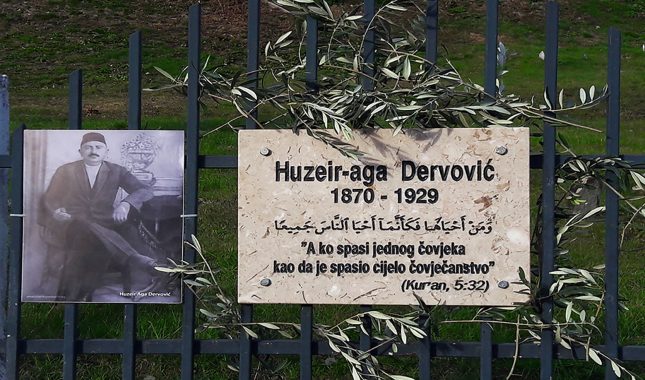 Huzeir-aga Dervović
1870 - 1929
وَمَنْ أَحْيَاهَا فَكَأَنَّمَا أَحْيَا النَّاسَ جَمِيعًا
"A ko spasi jednog čovjeka
kao da je spasio cijelo čovječanstvo"
(Kur'an, 5:32)
Huzeir-aga Dervović